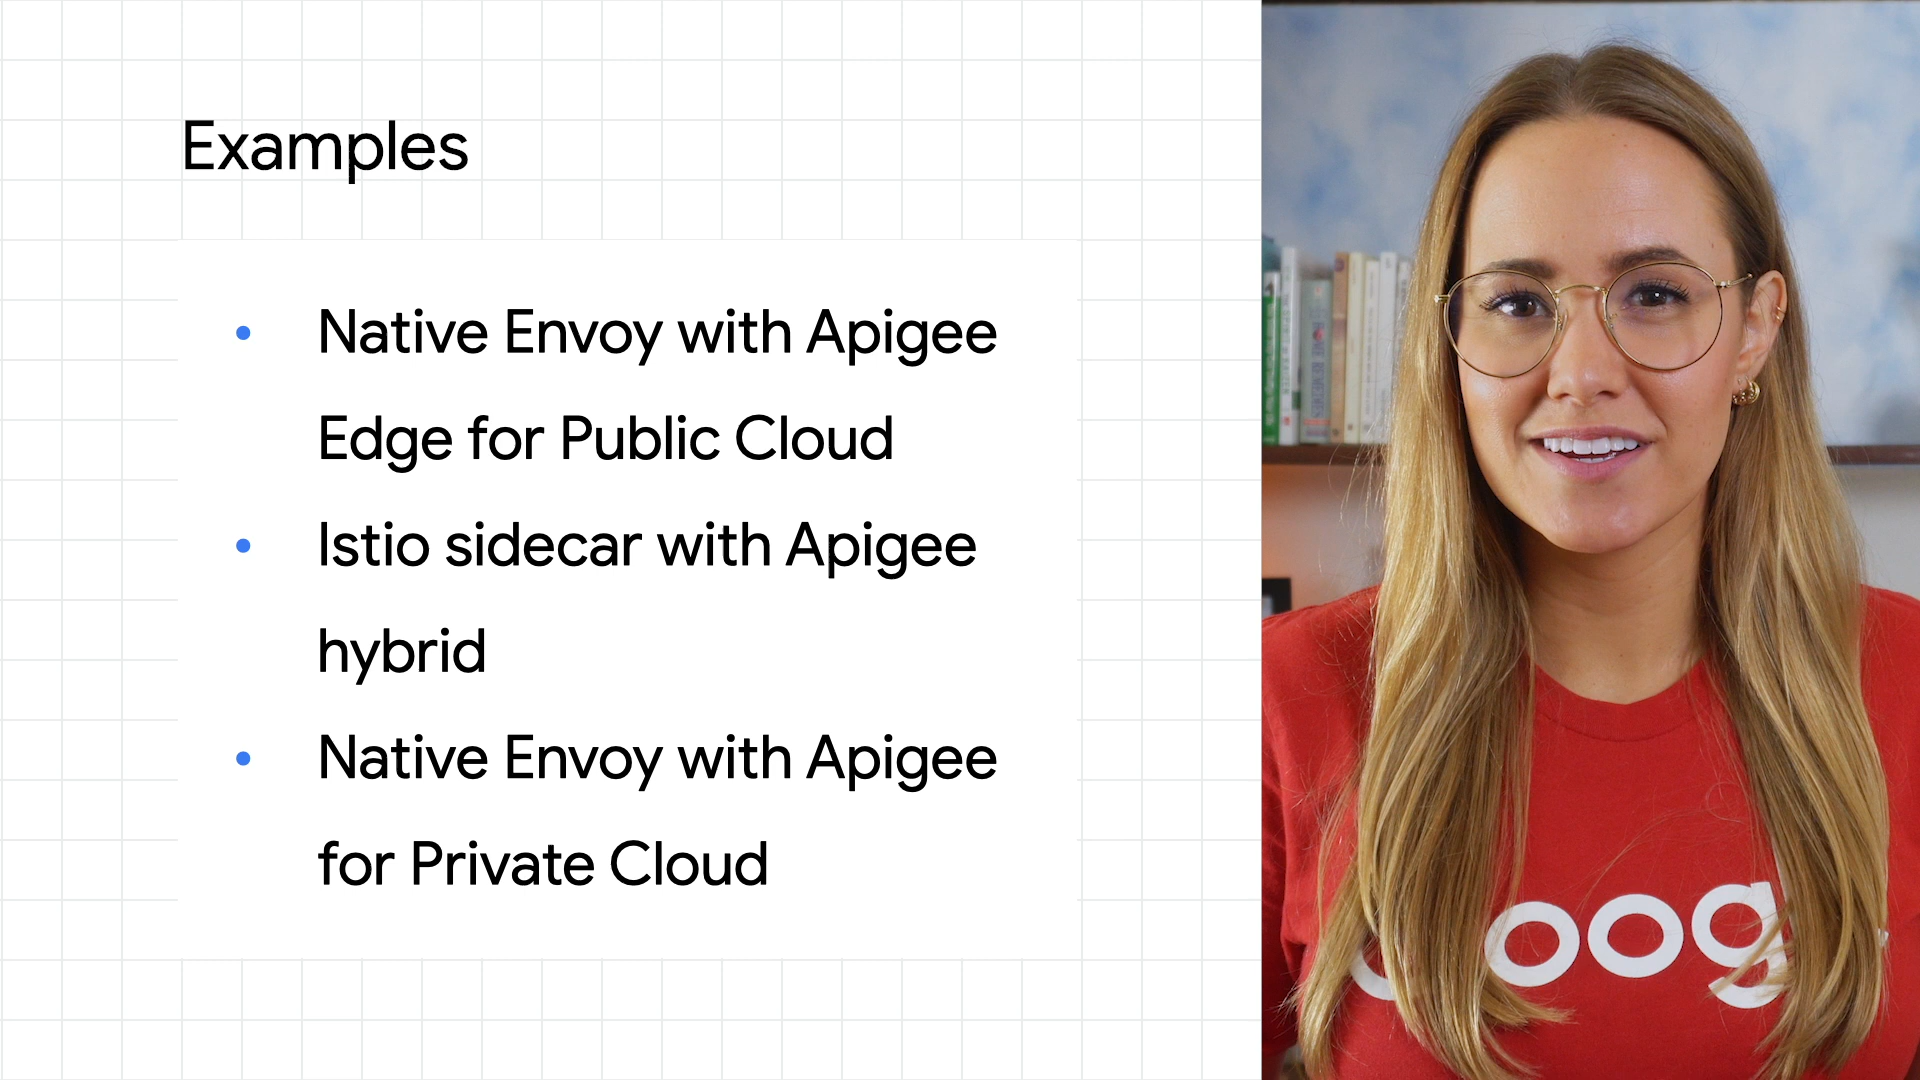 Examples
• Native Envoy with Apigee
Edge for Public Cloud
• Istio sidecar with Apigee
hybrid
• Native Envoy with Apigee
for Private Cloud
oog